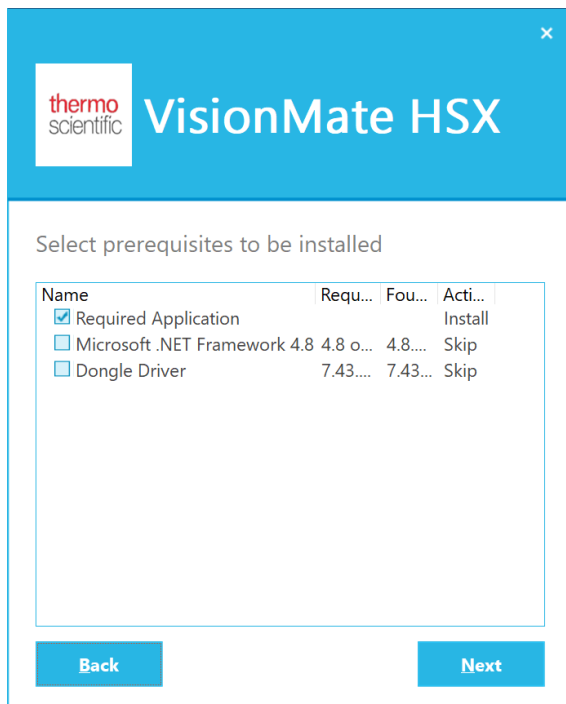 thermo
scientific
VisionMate HSX
Select prerequisites to be installed
Name Requ... Fou... Acti...
Required Application Install
Microsoft .NET Framework 4.8 4.8 o... 4.8.... Skip
Dongle Driver 7.43.... 7.43... Skip
Back Next